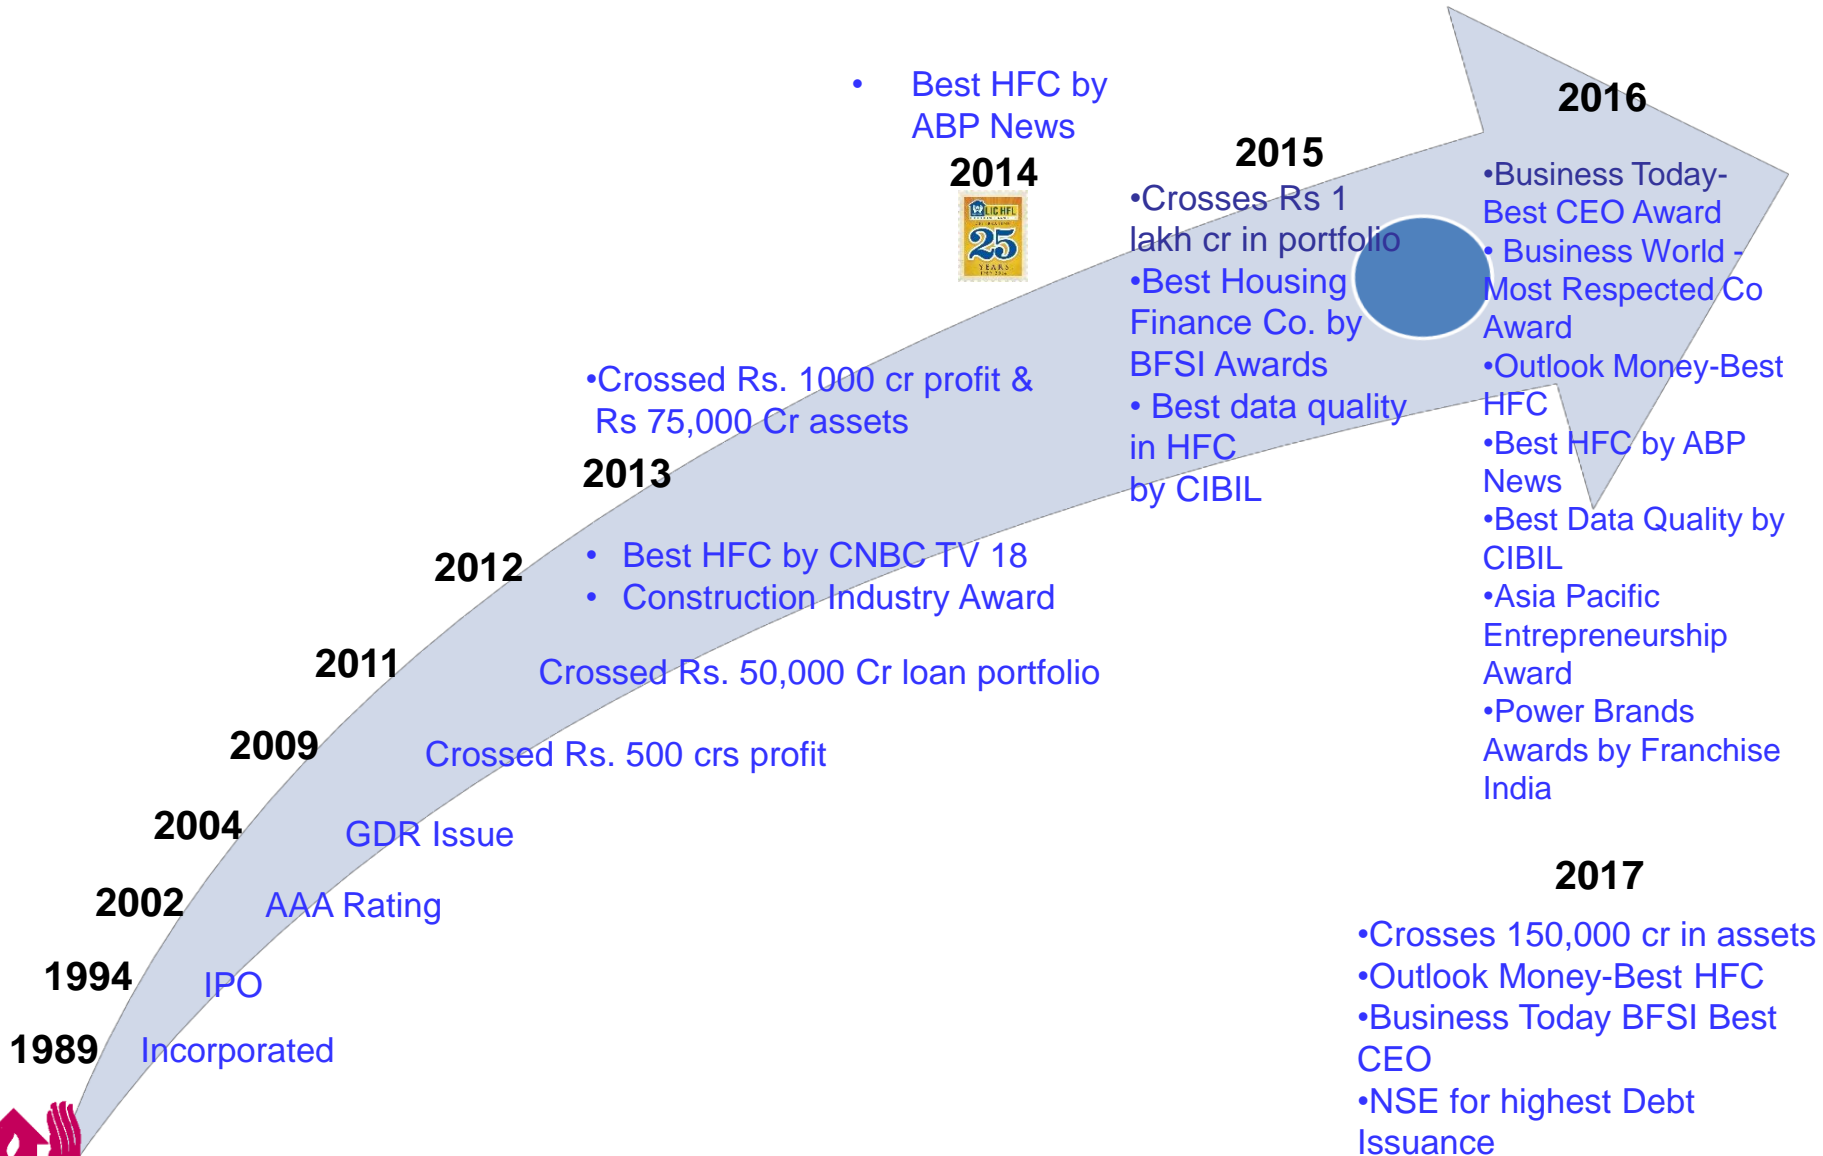 • Best HFC by
ABP News
2014
LIC HFL
25
YEARS
2015
•Crosses Rs 1
lakh cr in portfolio
•Best Housing
Finance Co. by
BFSI Awards
• Best data quality
in HFC
by CIBIL
2016
•Business Today-
Best CEO Award
• Business World -
Most Respected Co
Award
•Outlook Money-Best
HFC
•Best HFC by ABP
News
•Best Data Quality by
CIBIL
•Asia Pacific
Entrepreneurship
Award
•Power Brands
Awards by Franchise
India
•Crossed Rs. 1000 cr profit &
Rs 75,000 Cr assets
2013
2012
• Best HFC by CNBC TV 18
• Construction Industry Award
2011
Crossed Rs. 50,000 Cr loan portfolio
2009
Crossed Rs. 500 crs profit
2004
GDR Issue
2002
AAA Rating
1994
IPO
1989
Incorporated
2017
•Crosses 150,000 cr in assets
•Outlook Money-Best HFC
•Business Today BFSI Best
CEO
•NSE for highest Debt
Issuance